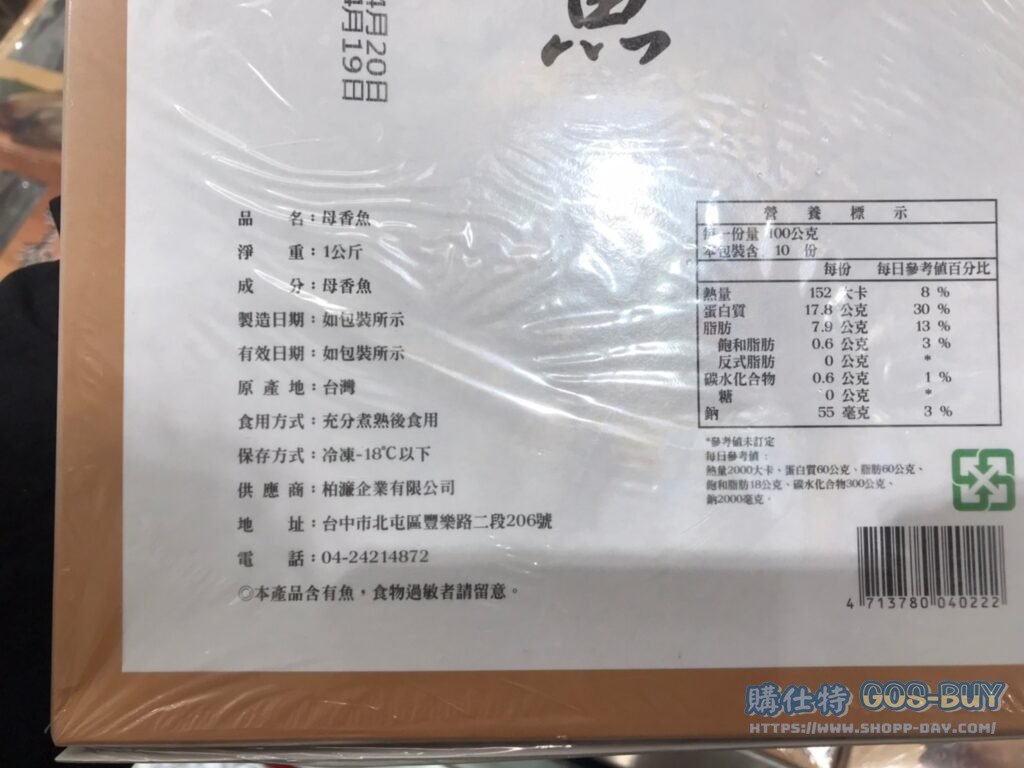 魚
4月20日
4月19日
品名：母香魚
淨重：1公斤
成分：母香魚
製造日期：如包裝所示
有效日期：如包裝所示
原產地：台灣
食用方式：充分煮熟後食用
保存方式：冷凍-18℃以下
供應商：柏濂企業有限公司
地址：台中市北屯區豐樂路二段206號
電話：04-24214872
◎本產品含有魚，食物過敏者請留意。
營養標示
每一份量 100公克
本包裝含 10 份
每份 每日參考值百分比
熱量 152 大卡 8 %
蛋白質 17.8 公克 30 %
脂肪 7.9 公克 13 %
飽和脂肪 0.6 公克 3 %
反式脂肪 0 公克 *
碳水化合物 0.6 公克 1 %
糖 0 公克 *
鈉 55 毫克 3 %
*參考值未訂定
每日參考值：
熱量2000大卡、蛋白質60公克、脂肪60公克、
飽和脂肪18公克、碳水化合物300公克、
鈉2000毫克。
4 713780 040222
購仕特 GOS-BUY
HTTPS://WWW.SHOPP-DAY.COM/